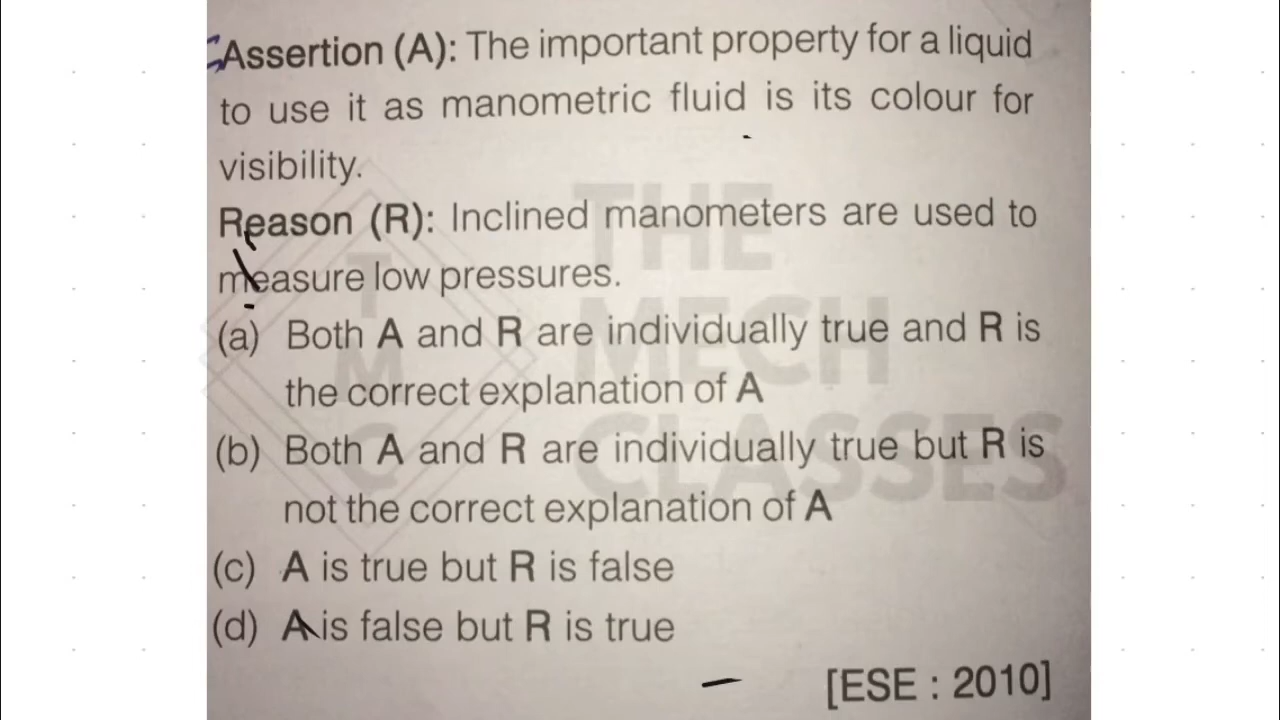 Assertion (A): The important property for a liquid
to use it as manometric fluid is its colour for
visibility.
Reason (R): Inclined manometers are used to
measure low pressures.
(a) Both A and R are individually true and R is
the correct explanation of A
(b) Both A and R are individually true but R is
not the correct explanation of A
(c) A is true but R is false
(d) A is false but R is true
[ESE : 2010]
THE
MECH
CLASSES
T
M
C